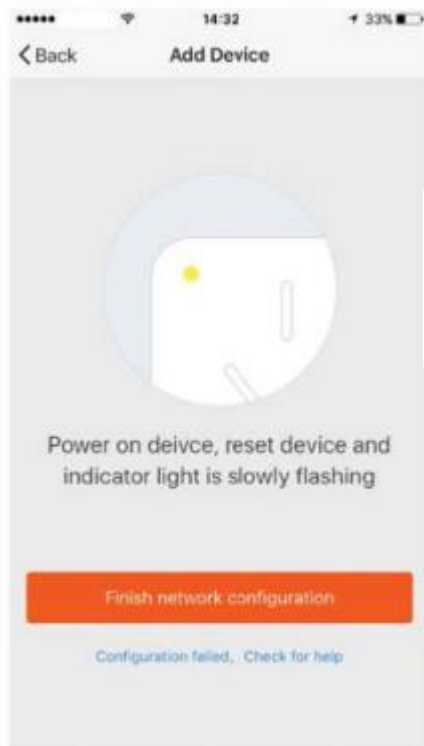 14:32
33%
Back
Add Device
Power on deivce, reset device and
indicator light is slowly flashing
Finish network configuration
Configuration failed, Check for help